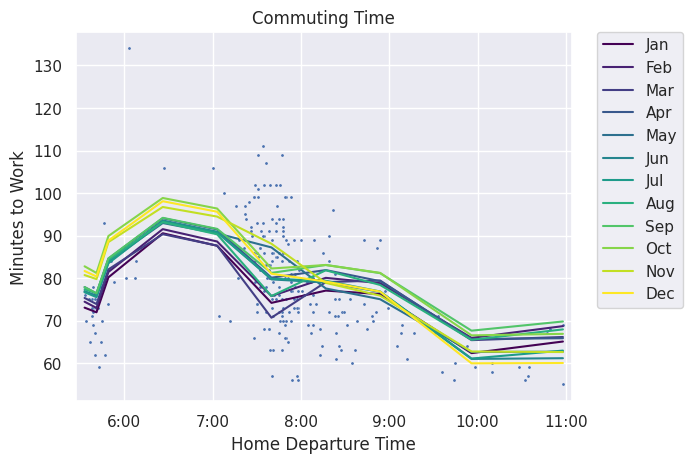 Commuting Time
Minutes to Work
130
120
110
100
90
80
70
60
6:00 7:00 8:00 9:00 10:00 11:00
Home Departure Time
Jan
Feb
Mar
Apr
May
Jun
Jul
Aug
Sep
Oct
Nov
Dec